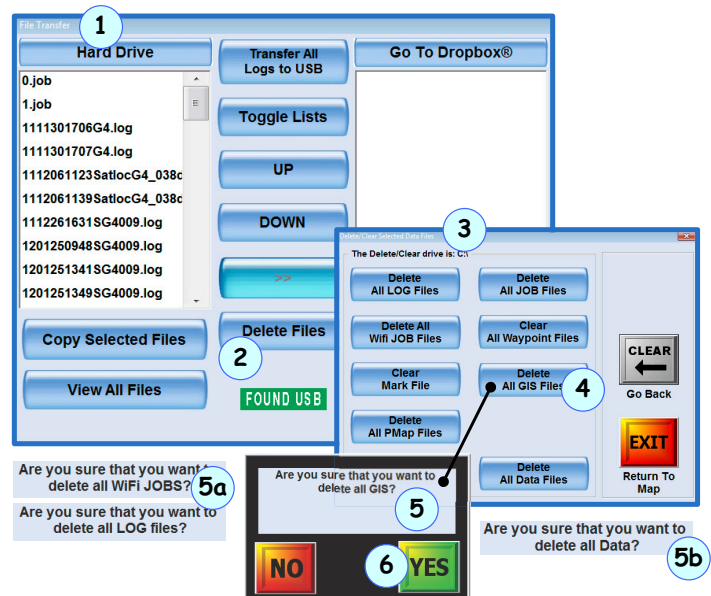 File Transfer
1
Hard Drive
Transfer All
Logs to USB
Go To Dropbox®
0.job
1.job
1111301706G4.log
1111301707G4.log
1112061123SatlocG4_038c
1112061139SatlocG4_038c
1112261631SG4009.log
1201250948SG4009.log
1201251341SG4009.log
1201251349SG4009.log
Toggle Lists
UP
DOWN
>>
Copy Selected Files
Delete Files
2
View All Files
FOUND USB
3
Delete/Clear Selected Data Files
The Delete/Clear drive is: C:\
Delete
All LOG Files
Delete
All JOB Files
Delete All
Wifi JOB Files
Clear
All Waypoint Files
Clear
Mark File
Delete
All GIS Files
4
Delete
All PMap Files
Delete
All Data Files
CLEAR
Go Back
EXIT
Return To
Map
Are you sure that you want to
delete all WiFi JOBS?
5a
Are you sure that you want to
delete all LOG files?
Are you sure that you want to
delete all GIS?
5
NO
6
YES
Are you sure that you want to
delete all Data?
5b